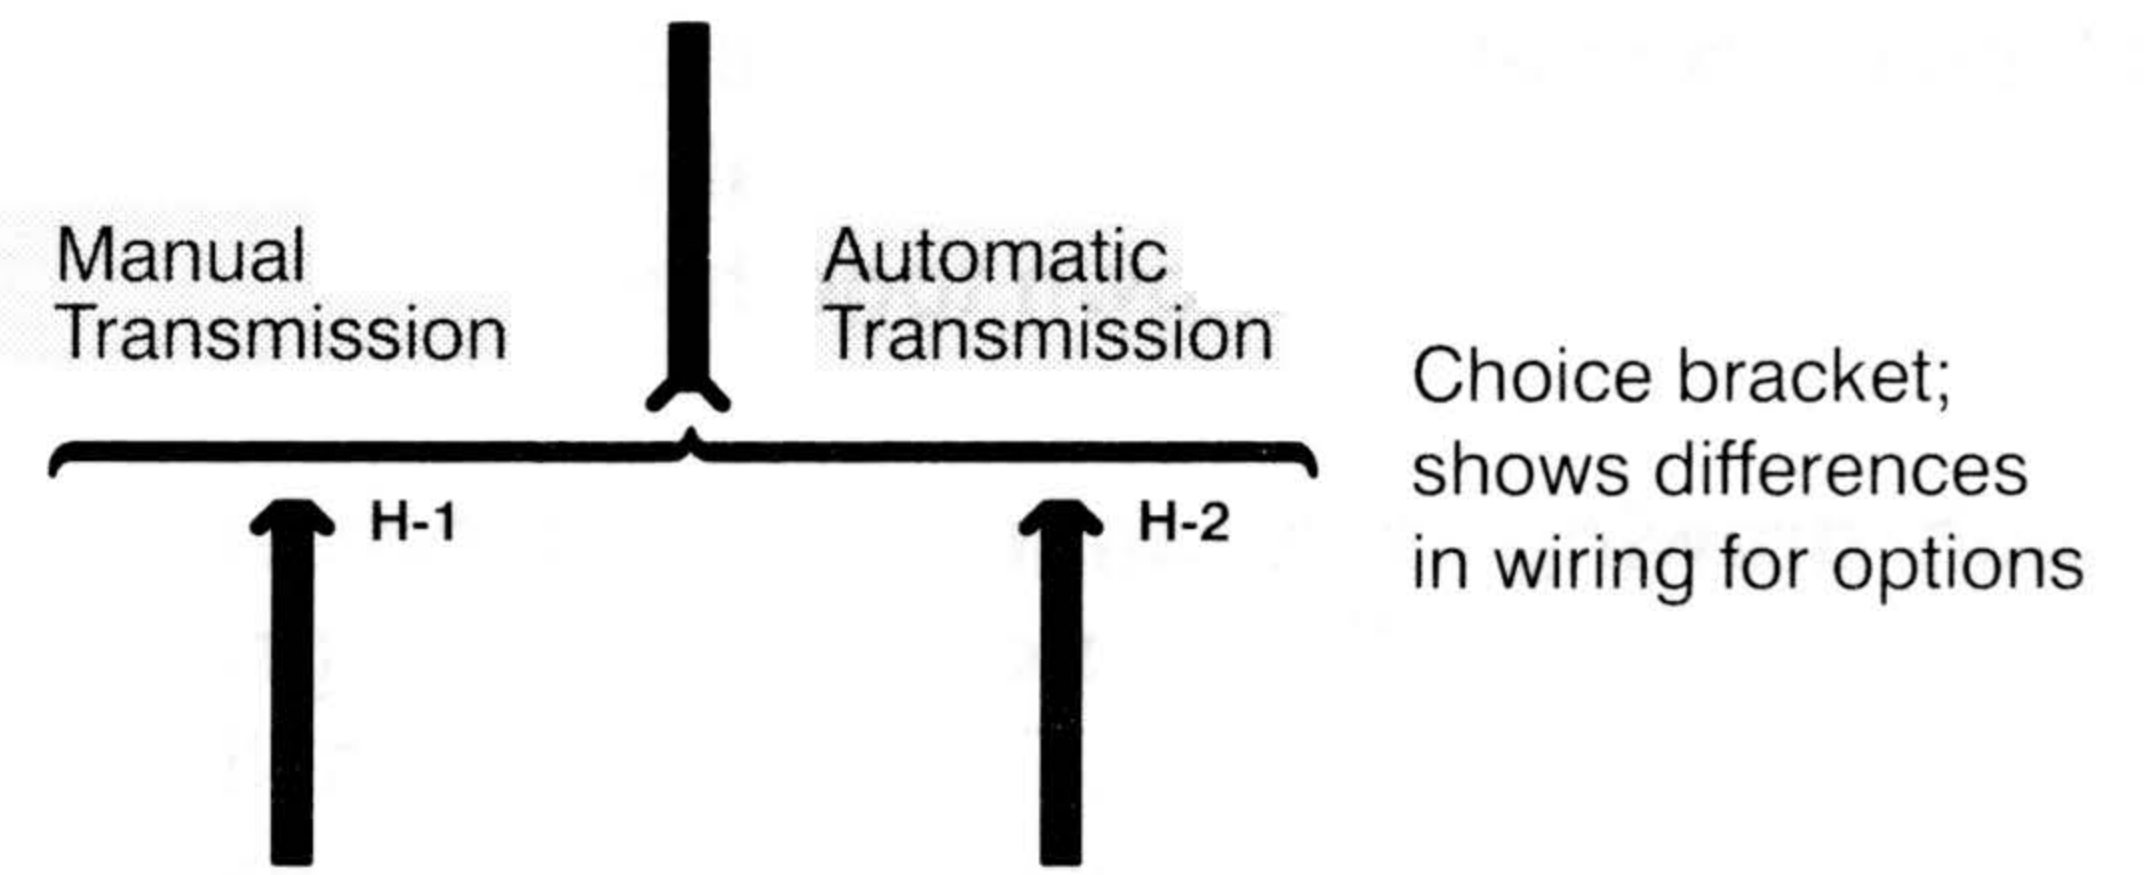 Manual
Transmission
Automatic
Transmission
H-1
H-2
Choice bracket;
shows differences
in wiring for options